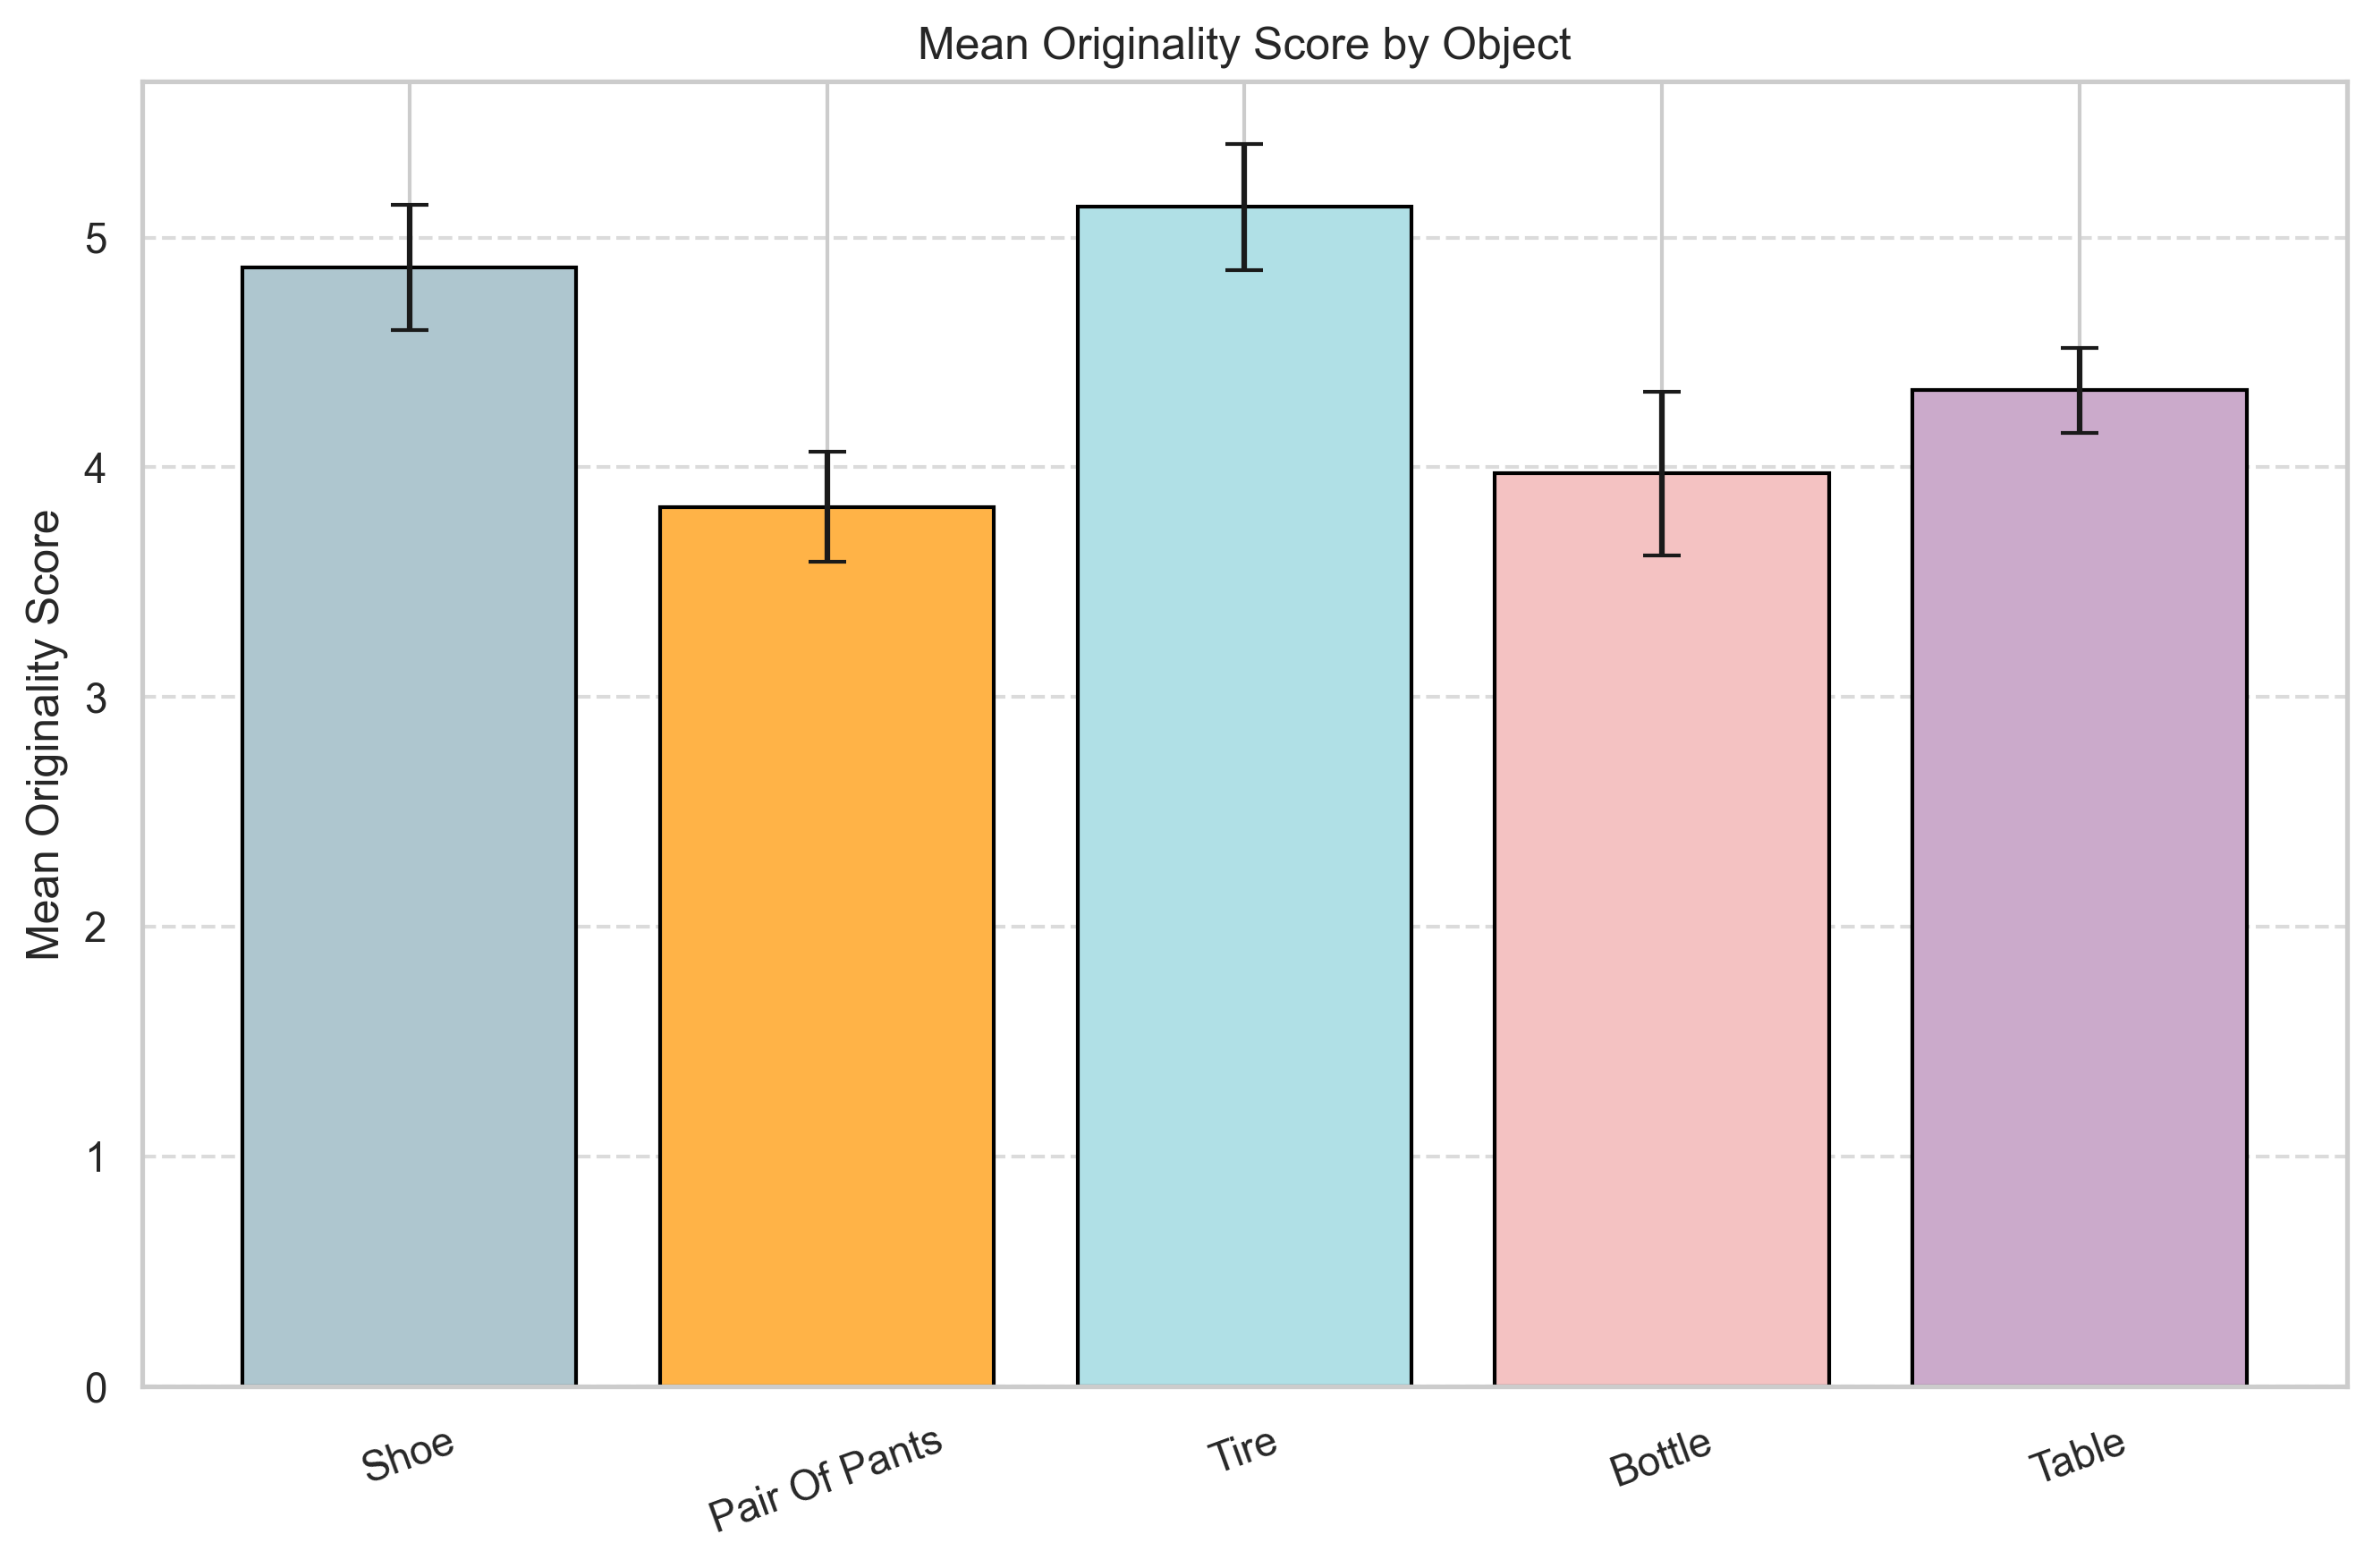 Mean Originality Score by Object
Mean Originality Score
5
4
3
2
1
0
Shoe
Pair Of Pants
Tire
Bottle
Table